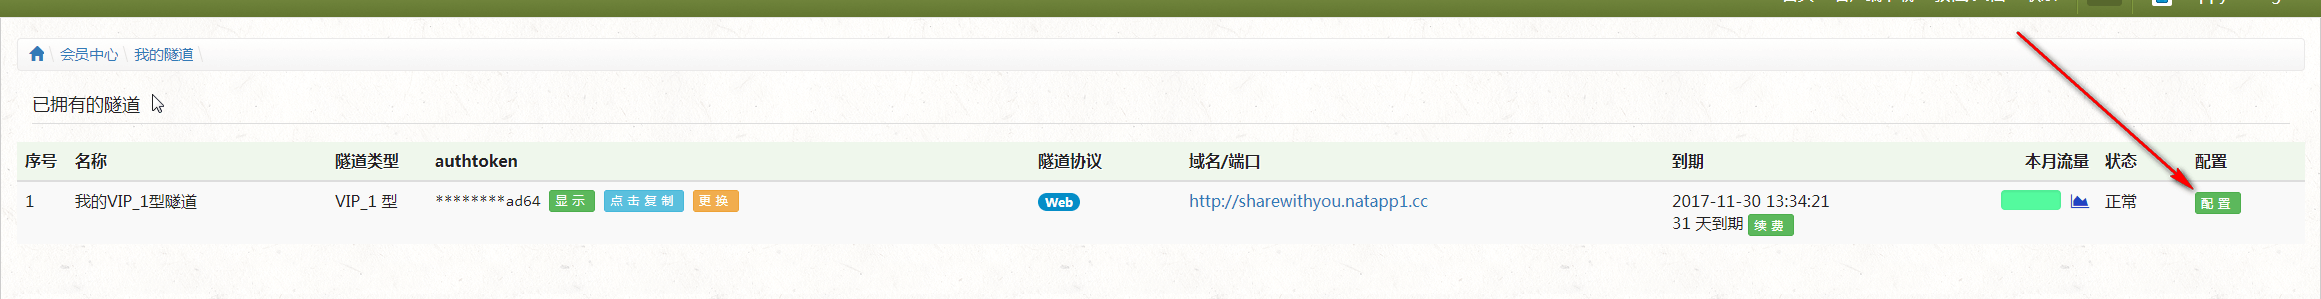 会员中心 \ 我的隧道 \
已拥有的隧道
序号 名称 隧道类型 authtoken 隧道协议 域名/端口 到期 本月流量 状态 配置
1 我的VIP_1型隧道 VIP_1 型 ********ad64 显示 点击复制 更换 Web http://sharewithyou.natapp1.cc 2017-11-30 13:34:21 正常 配置
31 天到期 续费